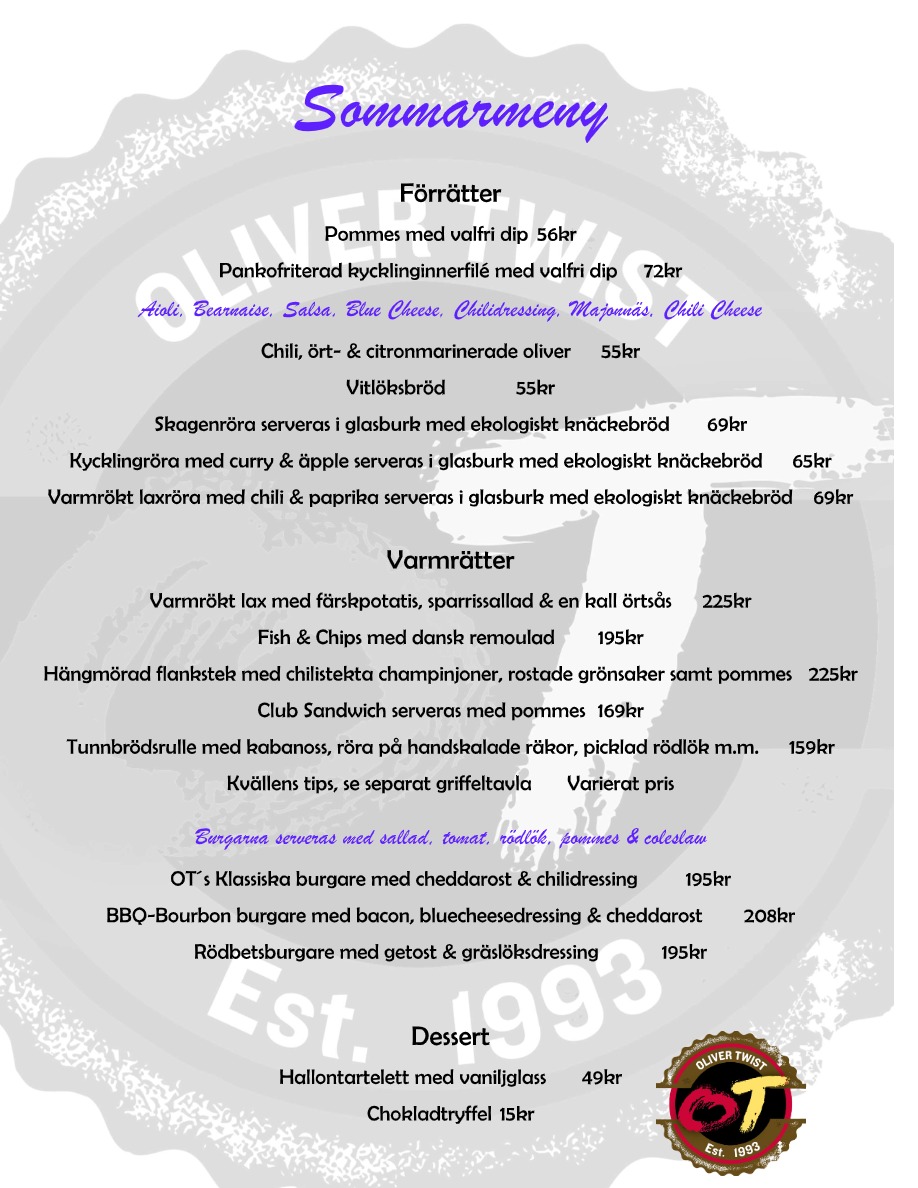 Sommarmeny
OLIVER TWIST
Förrätter
Pommes med valfri dip 56kr
Pankofriterad kycklinginnerfilé med valfri dip 72kr
Aioli, Bearnaise, Salsa, Blue Cheese, Chilidressing, Majonnäs, Chili Cheese
Chili, ört- & citronmarinerade oliver 55kr
Vitlöksbröd 55kr
Skagenröra serveras i glasburk med ekologiskt knäckebröd 69kr
Kycklingröra med curry & äpple serveras i glasburk med ekologiskt knäckebröd 65kr
Varmrökt laxröra med chili & paprika serveras i glasburk med ekologiskt knäckebröd 69kr
OT
Varmrätter
Varmrökt lax med färskpotatis, sparrissallad & en kall örtsås 225kr
Fish & Chips med dansk remoulad 195kr
Hängmörad flankstek med chilistekta champinjoner, rostade grönsaker samt pommes 225kr
Club Sandwich serveras med pommes 169kr
Tunnbrödsrulle med kabanoss, röra på handskalade räkor, picklad rödlök m.m. 159kr
Kvällens tips, se separat griffeltavla Varierat pris
Burgarna serveras med sallad, tomat, rödlök, pommes & coleslaw
OT´s Klassiska burgare med cheddarost & chilidressing 195kr
BBQ-Bourbon burgare med bacon, bluecheesedressing & cheddarost 208kr
Rödbetsburgare med getost & gräslöksdressing 195kr
Est. 1993
Dessert
Hallontartelett med vaniljglass 49kr
Chokladtryffel 15kr
OLIVER TWIST
OT
Est. 1993